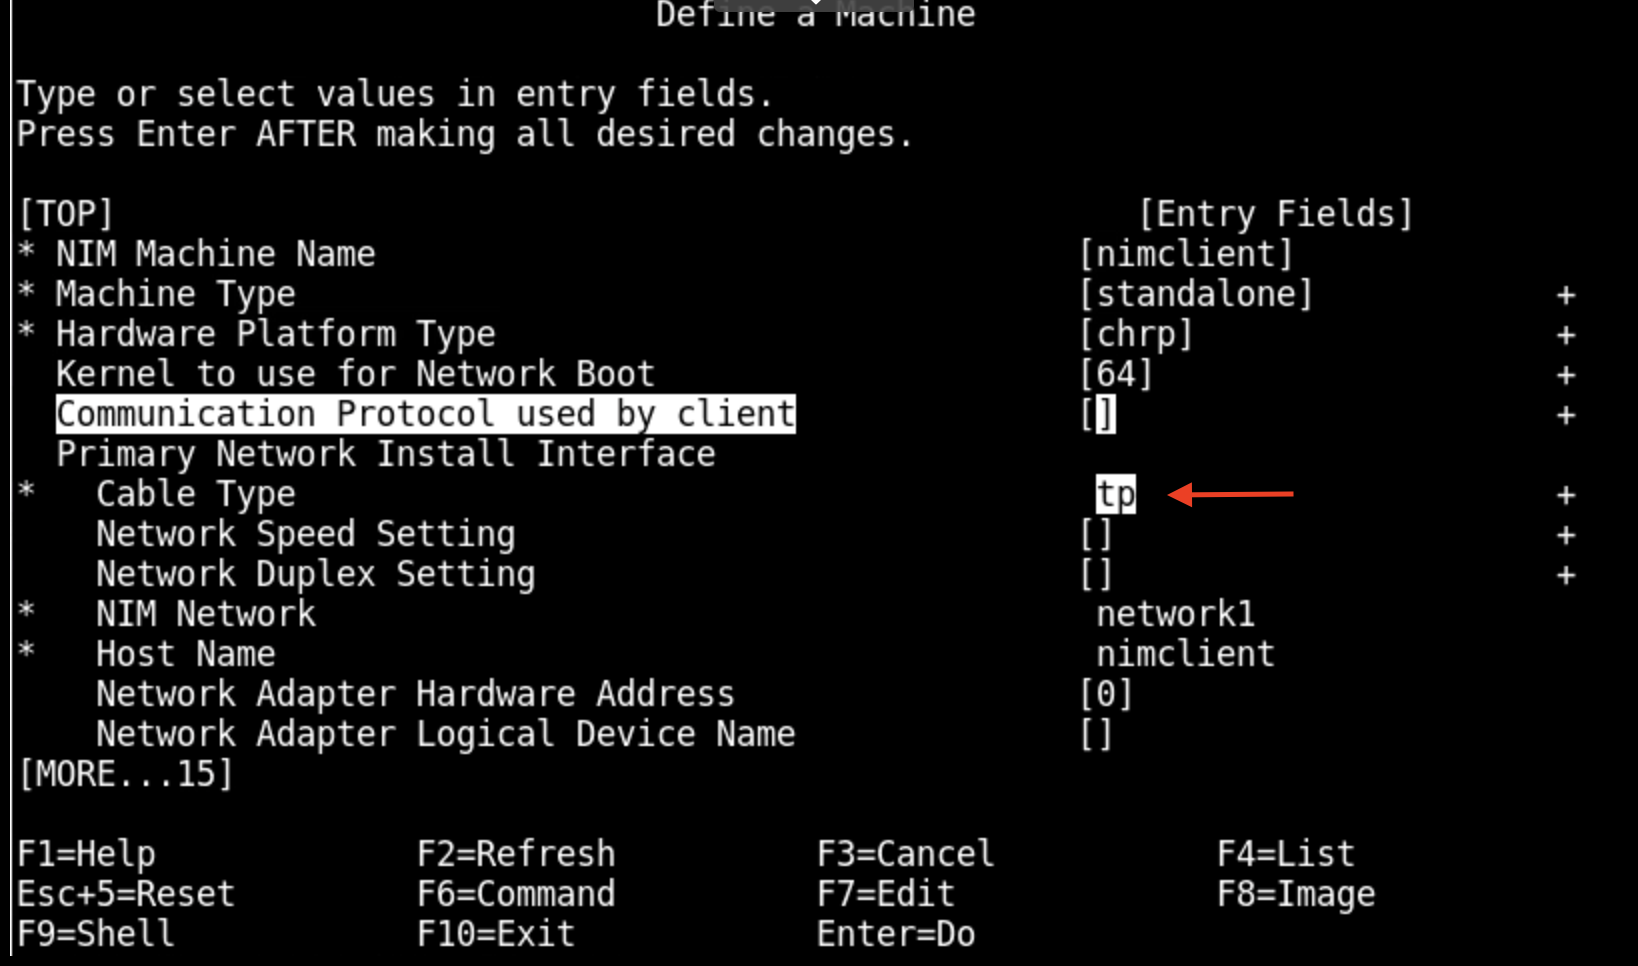 Define a Machine
Type or select values in entry fields.
Press Enter AFTER making all desired changes.
[TOP] [Entry Fields]
* NIM Machine Name [nimclient]
* Machine Type [standalone] +
* Hardware Platform Type [chrp] +
Kernel to use for Network Boot [64] +
Communication Protocol used by client [] +
Primary Network Install Interface
* Cable Type tp +
Network Speed Setting [] +
Network Duplex Setting [] +
* NIM Network network1
* Host Name nimclient
Network Adapter Hardware Address [0]
Network Adapter Logical Device Name []
[MORE...15]
F1=Help F2=Refresh F3=Cancel F4=List
Esc+5=Reset F6=Command F7=Edit F8=Image
F9=Shell F10=Exit Enter=Do